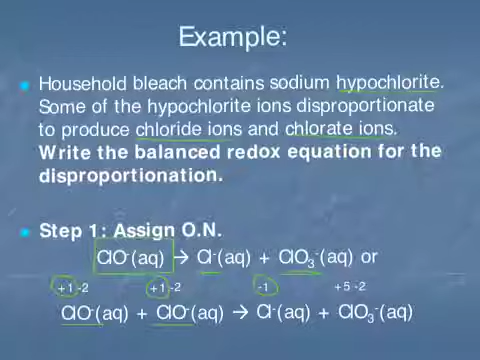 Example:
Household bleach contains sodium hypochlorite.
Some of the hypochlorite ions disproportionate
to produce chloride ions and chlorate ions.
Write the balanced redox equation for the
disproportionation.
Step 1: Assign O.N.
ClO⁻(aq) → Cl⁻(aq) + ClO₃⁻(aq) or
+1 -2 +1 -2 -1 +5 -2
ClO⁻(aq) + ClO⁻(aq) → Cl⁻(aq) + ClO₃⁻(aq)